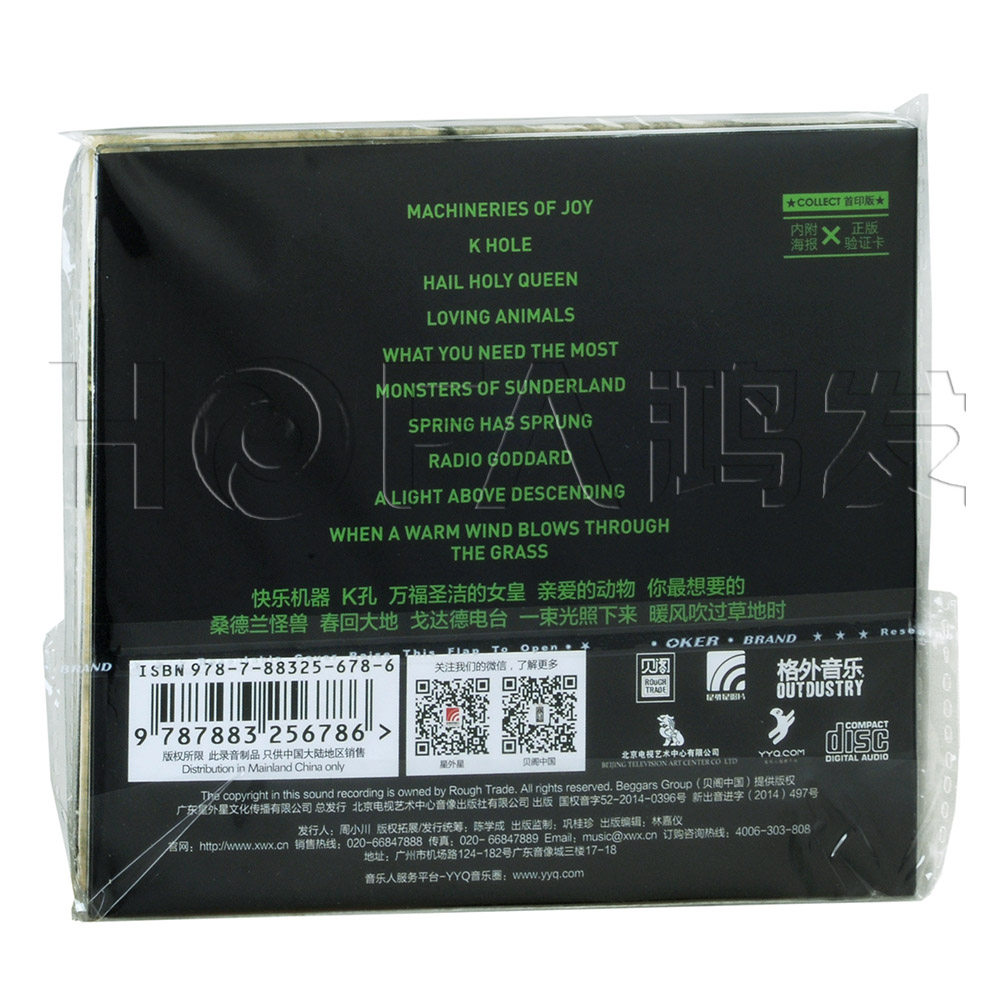 MACHINERIES OF JOY
K HOLE
HAIL HOLY QUEEN
LOVING ANIMALS
WHAT YOU NEED THE MOST
MONSTERS OF SUNDERLAND
SPRING HAS SPRUNG
RADIO GODDARD
A LIGHT ABOVE DESCENDING
WHEN A WARM WIND BLOWS THROUGH
THE GRASS
★COLLECT 首印版★
内附 海报 × 正版 验证卡
HOFA 鸿发
快乐机器 K孔 万福圣洁的女皇 亲爱的动物 你最想要的
桑德兰怪兽 春回大地 戈达德电台 一束光照下来 暖风吹过草地时
BRAND
Raise This Flap To Open • ★ • OKER • BRAND ★ ★ ★
ISBN 978-7-88325-678-6
9 787883 256786 >
版权所限 此录音制品 只供中国大陆地区销售
Distribution in Mainland China only
关注我们的微信，了解更多
星外星 贝阁中国
贝阁
ROUGH TRADE
格外音乐
OUTDUSTRY
北京电视艺术中心有限公司
BEIJING TELEVISION ART CENTER CO LTD
YYQ.COM
COMPACT
disc
DIGITAL AUDIO
The copyright in this sound recording is owned by Rough Trade. All rights reserved. Beggars Group（贝阁中国）提供版权
广东星外星文化传播有限公司 总发行 北京电视艺术中心音像出版社有限公司 出版 国权音字52-2014-0396号 新出音进字（2014）497号
发行人：周小川 版权拓展/发行统筹：陈学成 出版监制：巩桂珍 出版编辑：林嘉仪
官网：http://www.xwx.cn 销售热线：020-66847888 传真：020-66847889 Email：music@xwx.cn 订购咨询热线：4006-303-808
地址：广州市机场路124-182号广东音像城三楼17-18
音乐人服务平台-YYQ音乐圈：www.yyq.com